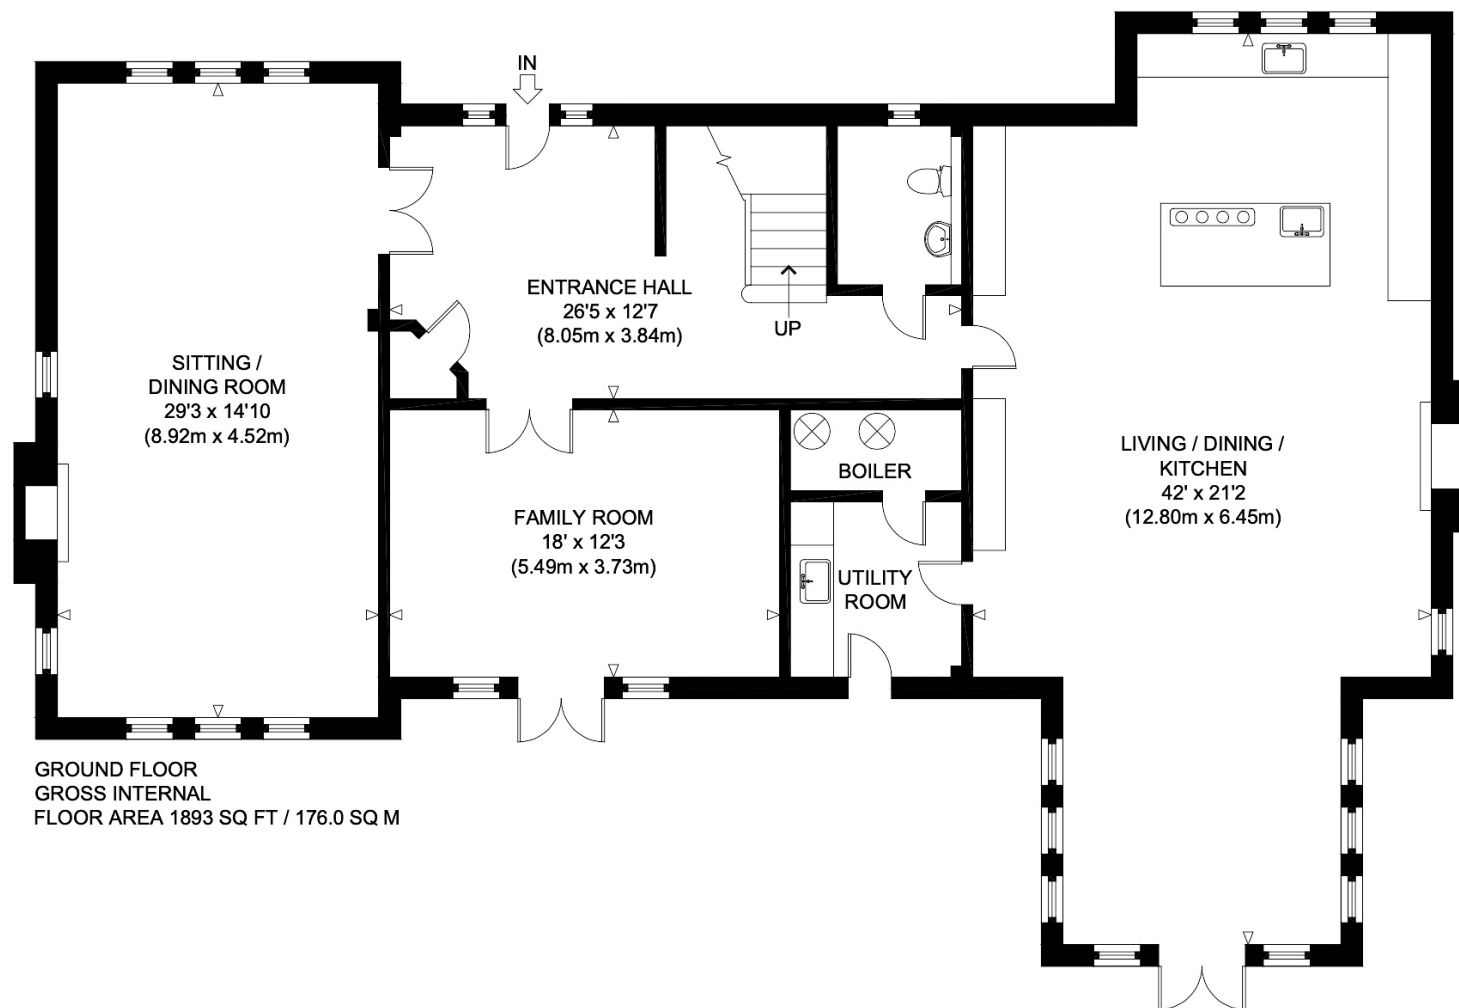 IN
ENTRANCE HALL
26'5 x 12'7
(8.05m x 3.84m)
UP
SITTING /
DINING ROOM
29'3 x 14'10
(8.92m x 4.52m)
BOILER
LIVING / DINING /
KITCHEN
42' x 21'2
(12.80m x 6.45m)
FAMILY ROOM
18' x 12'3
(5.49m x 3.73m)
UTILITY
ROOM
GROUND FLOOR
GROSS INTERNAL
FLOOR AREA 1893 SQ FT / 176.0 SQ M